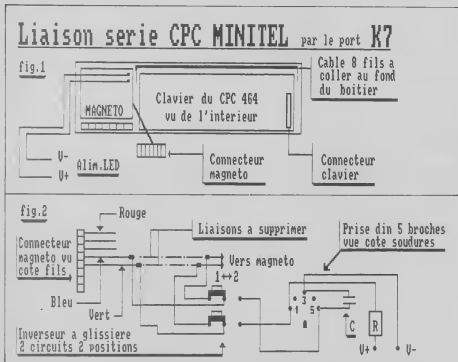 Liaison serie CPC MINITEL par le port K7
fig.1
Cable 8 fils a
coller au fond
du boitier
MAGNETO
Clavier du CPC 464
vu de l'interieur
V-
V+
Alim.LED
Connecteur
magneto
Connecteur
clavier
fig.2
Rouge
Liaisons a supprimer
Prise din 5 broches
vue cote soudures
Connecteur
magneto vu
cote fils
Vers magneto
1↔2
Bleu
Vert
1 3 5
C
R
Inverseur a glissiere
2 circuits 2 positions
V+
V-